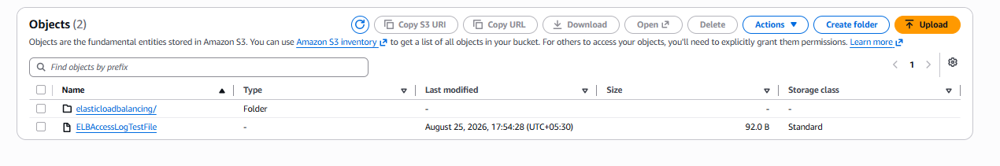 Objects (2)
Copy S3 URI Copy URL Download Open Delete Actions Create folder Upload
Objects are the fundamental entities stored in Amazon S3. You can use Amazon S3 inventory to get a list of all objects in your bucket. For others to access your objects, you'll need to explicitly grant them permissions. Learn more
Find objects by prefix
1
Name Type Last modified Size Storage class
elasticloadbalancing/ Folder - - -
ELBAccessLogTestFile - August 25, 2026, 17:54:28 (UTC+05:30) 92.0 B Standard